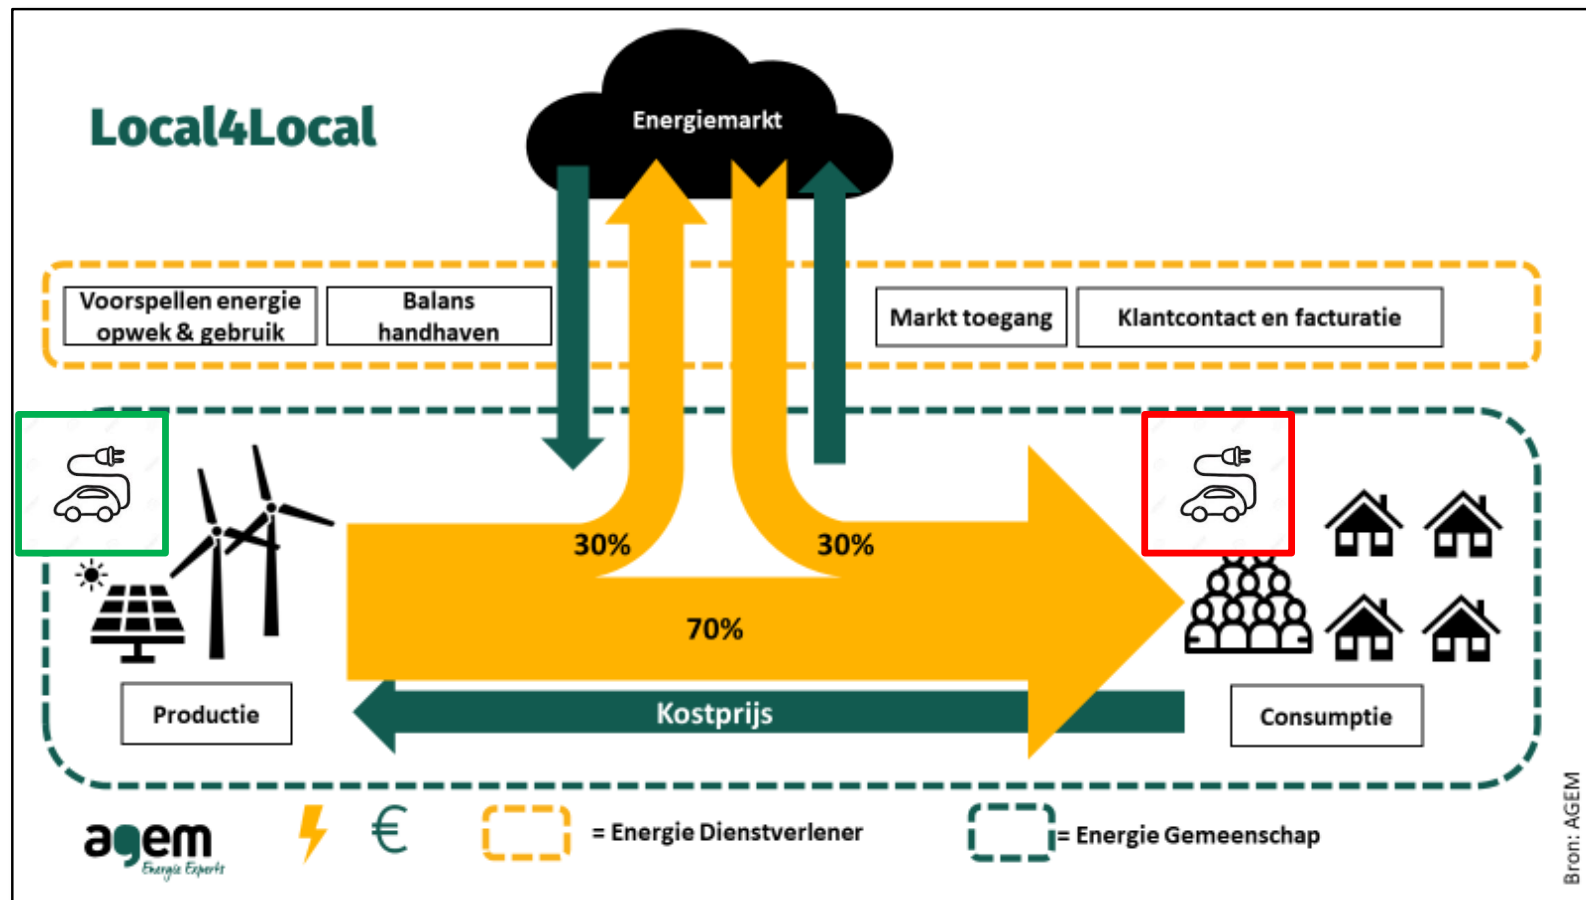 Local4Local
Energiemarkt
Voorspellen energie
opwek & gebruik
Balans
handhaven
Markt toegang
Klantcontact en facturatie
30%
30%
70%
Productie
Kostprijs
Consumptie
agem
Energie Experts
€
= Energie Dienstverlener
= Energie Gemeenschap
Bron: AGEM